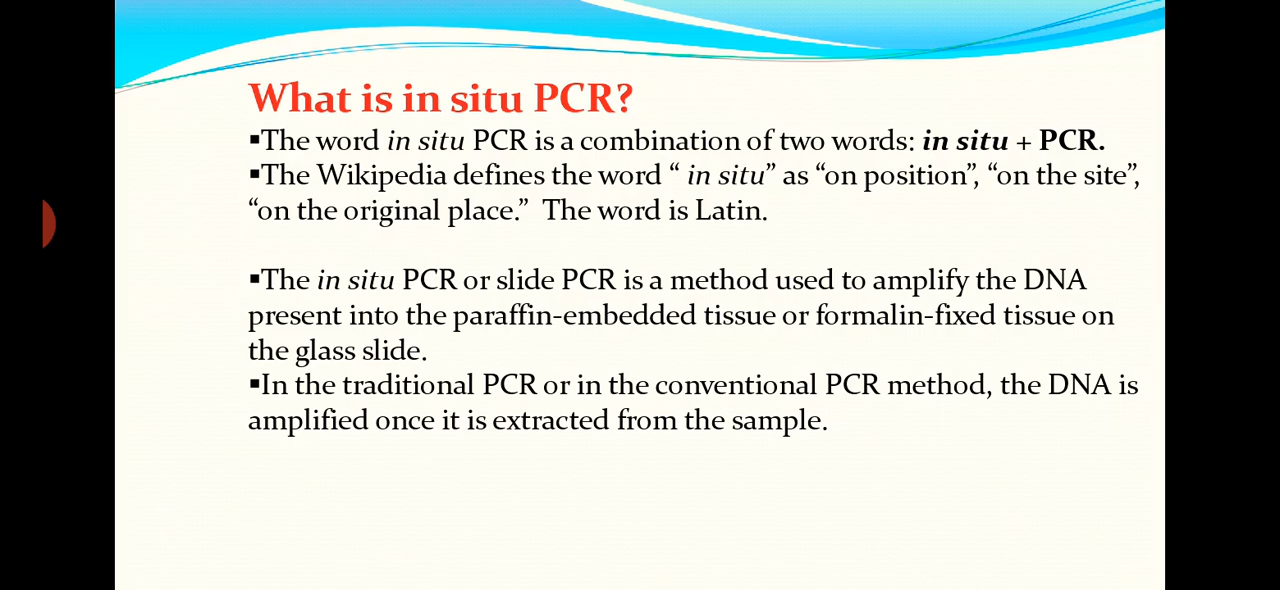 What is in situ PCR?
▪The word in situ PCR is a combination of two words: in situ + PCR.
▪The Wikipedia defines the word “ in situ” as “on position”, “on the site”,
“on the original place.”  The word is Latin.
▪The in situ PCR or slide PCR is a method used to amplify the DNA
present into the paraffin-embedded tissue or formalin-fixed tissue on
the glass slide.
▪In the traditional PCR or in the conventional PCR method, the DNA is
amplified once it is extracted from the sample.